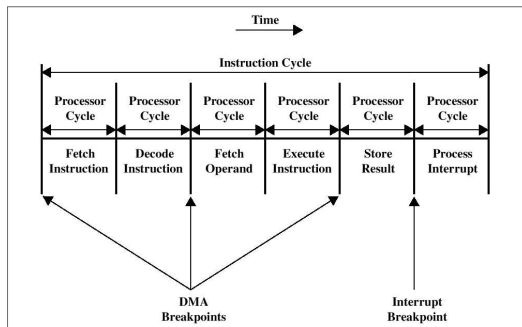 Time
Instruction Cycle
Processor Processor Processor Processor Processor Processor
Cycle Cycle Cycle Cycle Cycle Cycle
Fetch Decode Fetch Execute Store Process
Instruction Instruction Operand Instruction Result Interrupt
DMA Interrupt
Breakpoints Breakpoint